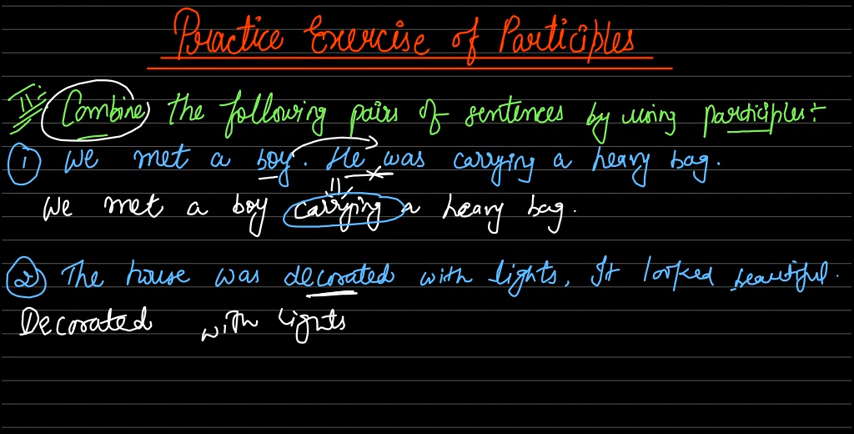 Practice Exercise of Participles
II: Combine the following pairs of sentences by using participles:-
① We met a boy. He was carrying a heavy bag.
We met a boy carrying a heavy bag.
② The house was decorated with lights. It looked beautiful.
Decorated with lights